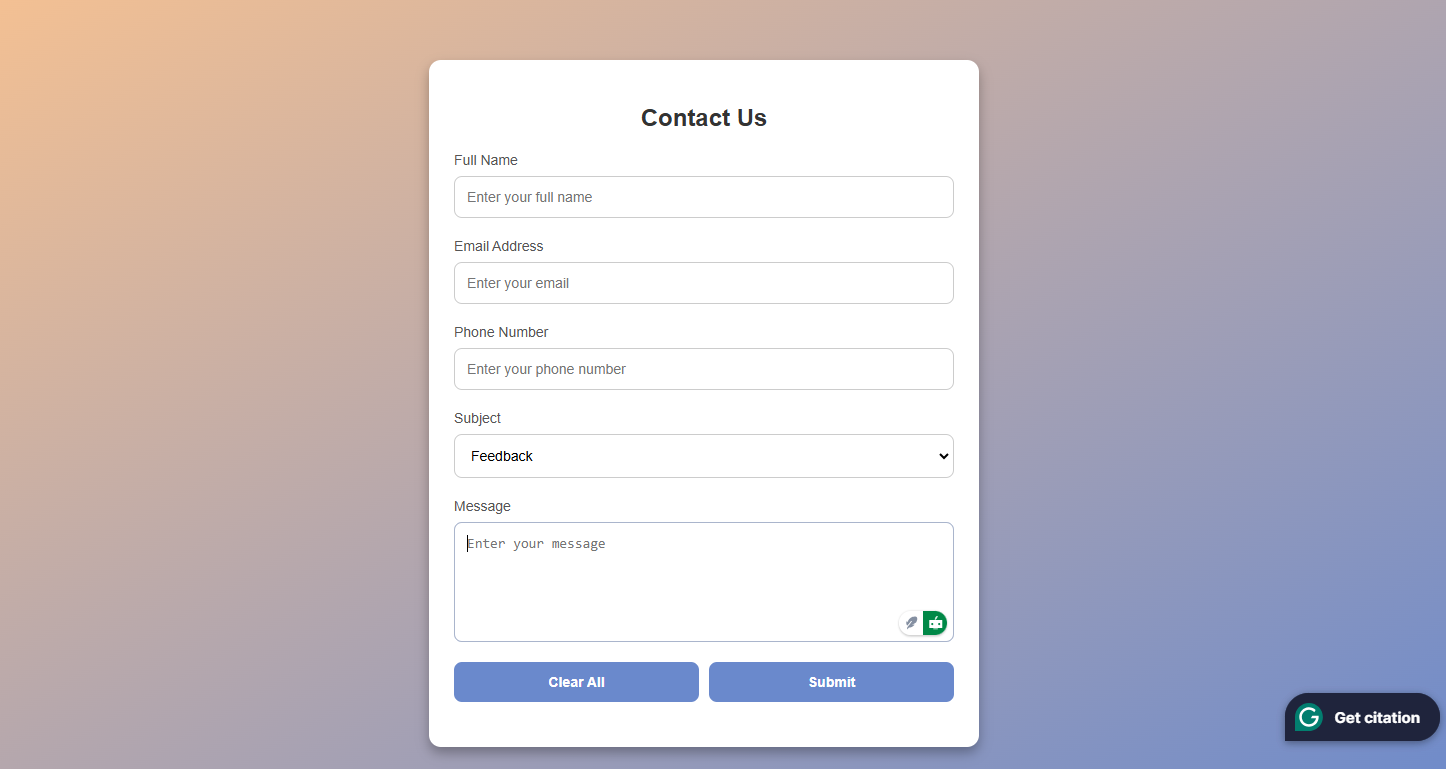 Contact Us
Full Name
Enter your full name
Email Address
Enter your email
Phone Number
Enter your phone number
Subject
Feedback
Message
Enter your message
Clear All Submit
G Get citation